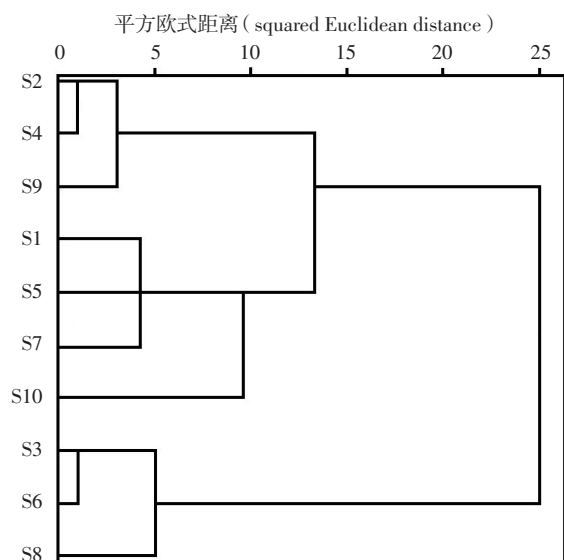 平方欧式距离( squared Euclidean distance )
0 5 10 15 20 25
S2
S4
S9
S1
S5
S7
S10
S3
S6
S8